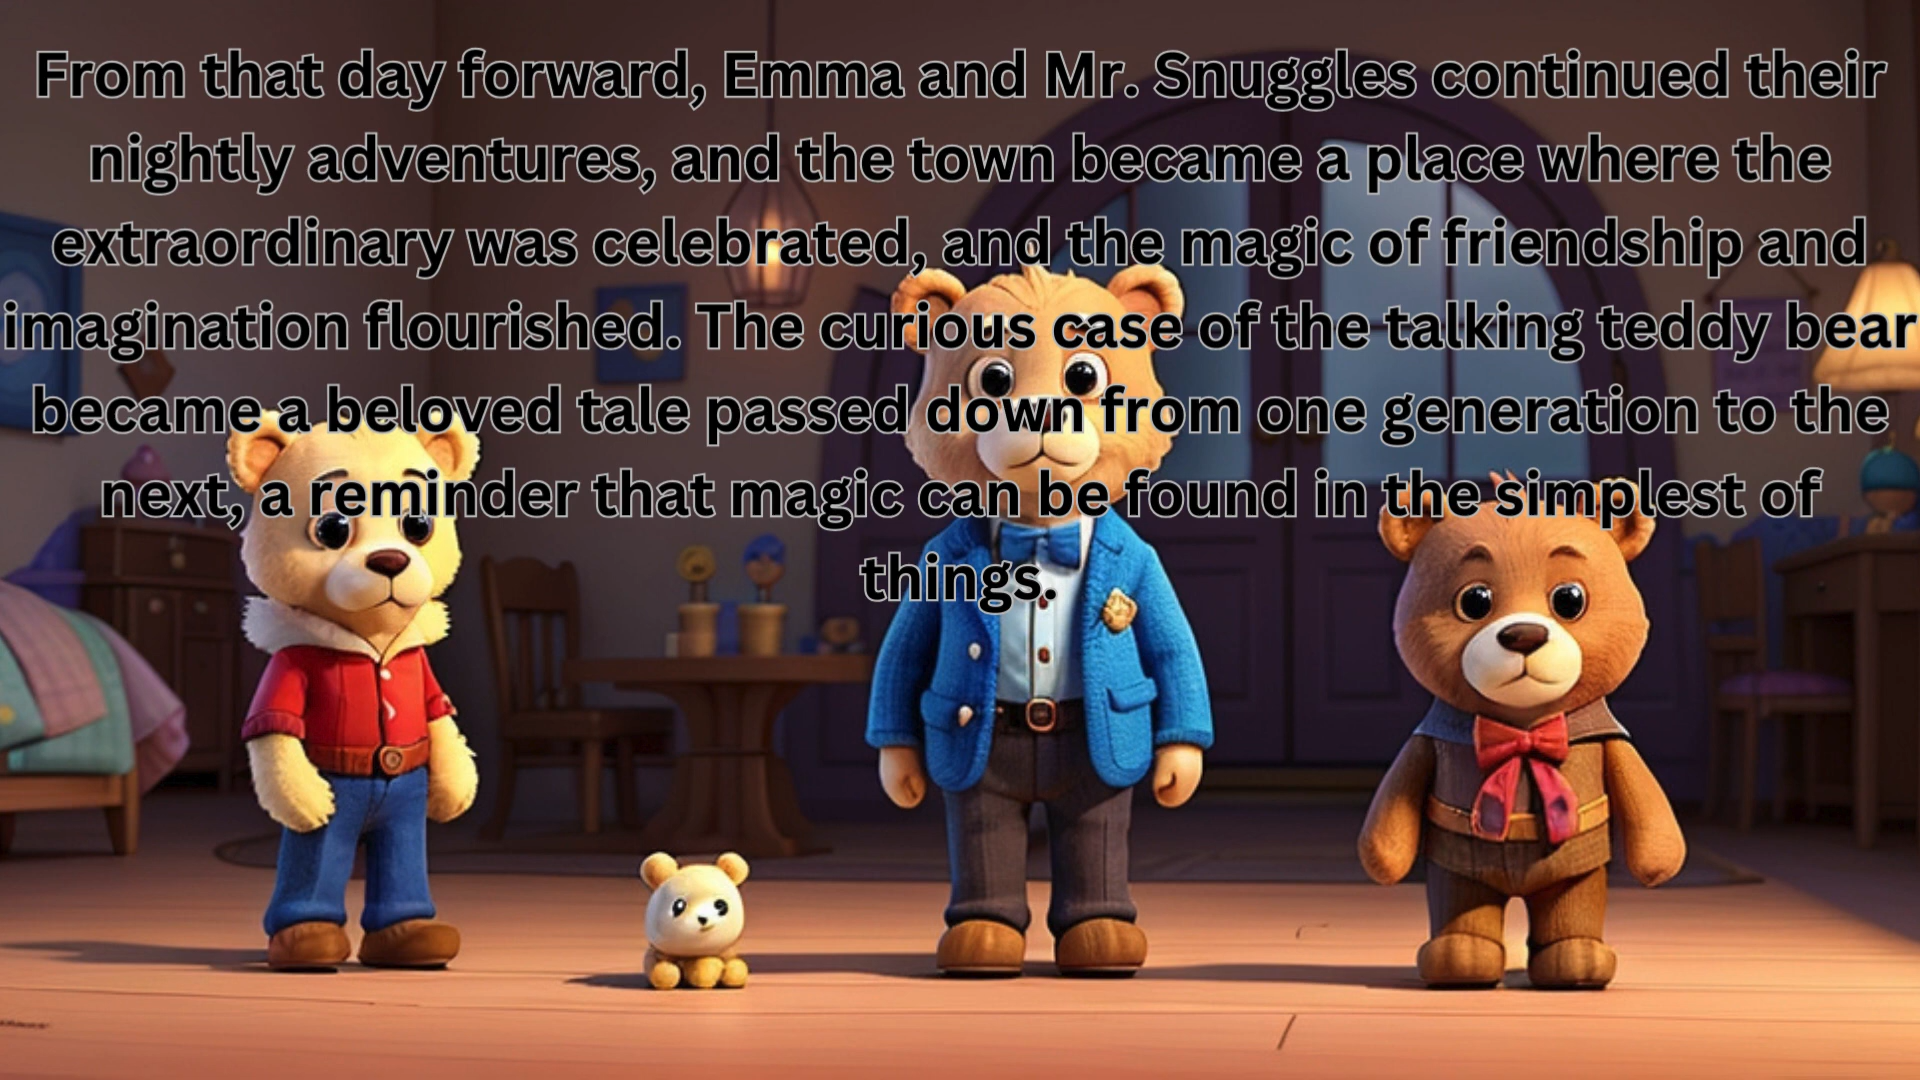 From that day forward, Emma and Mr. Snuggles continued their
nightly adventures, and the town became a place where the
extraordinary was celebrated, and the magic of friendship and
imagination flourished. The curious case of the talking teddy bear
became a beloved tale passed down from one generation to the
next, a reminder that magic can be found in the simplest of
things.